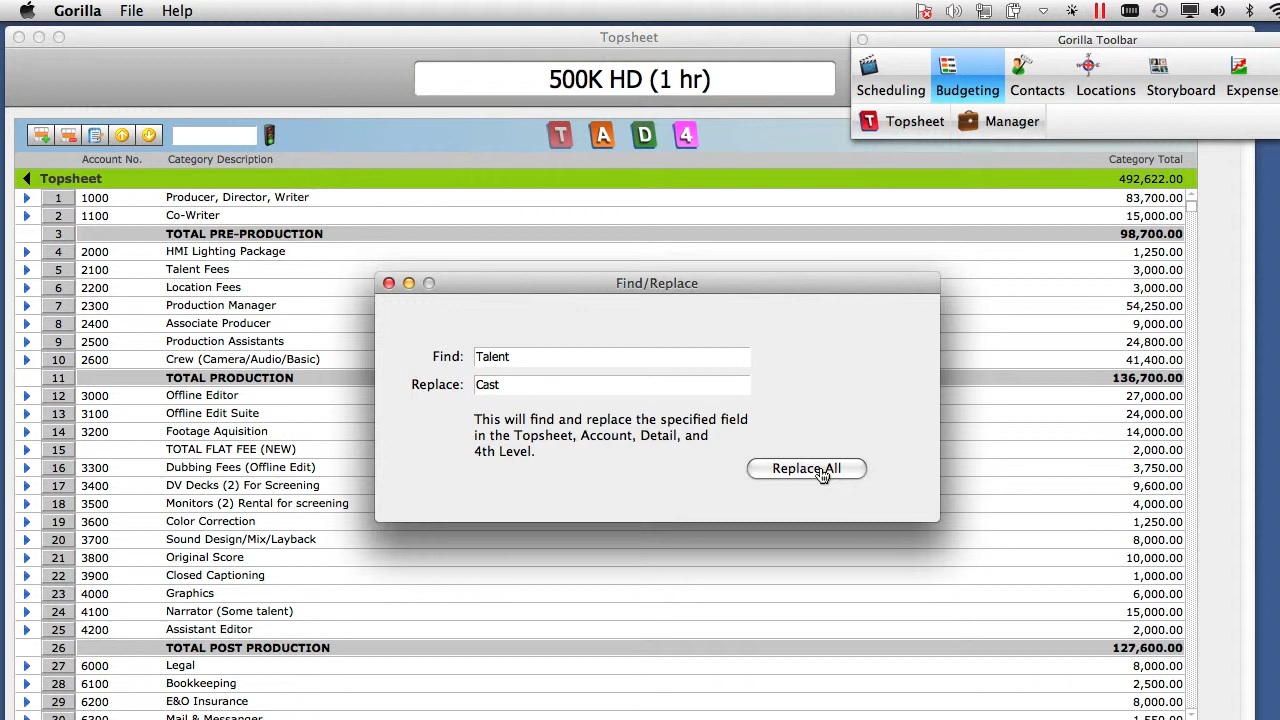 Gorilla File Help
Topsheet
Gorilla Toolbar
500K HD (1 hr)
Scheduling Budgeting Contacts Locations Storyboard Expense
Topsheet Manager
T A D 4
Account No. Category Description Category Total
Topsheet 492,622.00
1 1000 Producer, Director, Writer 83,700.00
2 1100 Co-Writer 15,000.00
3 TOTAL PRE-PRODUCTION 98,700.00
4 2000 HMI Lighting Package 1,250.00
5 2100 Talent Fees 3,000.00
6 2200 Location Fees 3,000.00
7 2300 Production Manager 54,250.00
8 2400 Associate Producer 9,000.00
9 2500 Production Assistants 24,800.00
10 2600 Crew (Camera/Audio/Basic) 41,400.00
11 TOTAL PRODUCTION 136,700.00
12 3000 Offline Editor 27,000.00
13 3100 Offline Edit Suite 24,000.00
14 3200 Footage Aquisition 14,000.00
15 TOTAL FLAT FEE (NEW) 2,000.00
16 3300 Dubbing Fees (Offline Edit) 3,750.00
17 3400 DV Decks (2) For Screening 9,600.00
18 3500 Monitors (2) Rental for screening 4,000.00
19 3600 Color Correction 1,250.00
20 3700 Sound Design/Mix/Layback 8,000.00
21 3800 Original Score 10,000.00
22 3900 Closed Captioning 1,000.00
23 4000 Graphics 6,000.00
24 4100 Narrator (Some talent) 15,000.00
25 4200 Assistant Editor 2,000.00
26 TOTAL POST PRODUCTION 127,600.00
27 6000 Legal 8,000.00
28 6100 Bookkeeping 2,500.00
29 6200 E&O Insurance 8,000.00
30 6300 Mail & Messenger 1,550.00
Find/Replace
Find: Talent
Replace: Cast
This will find and replace the specified field
in the Topsheet, Account, Detail, and
4th Level.
Replace All